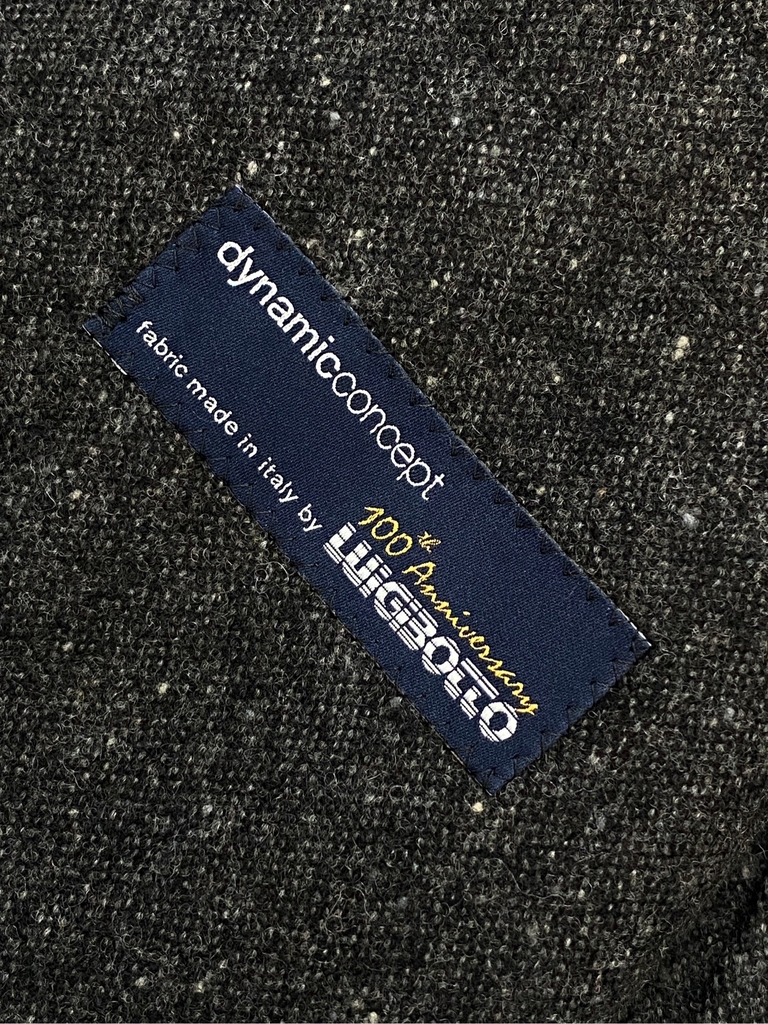 dynamicconcept
fabric made in italy by
100th Anniversary
LUIGIBOTTO